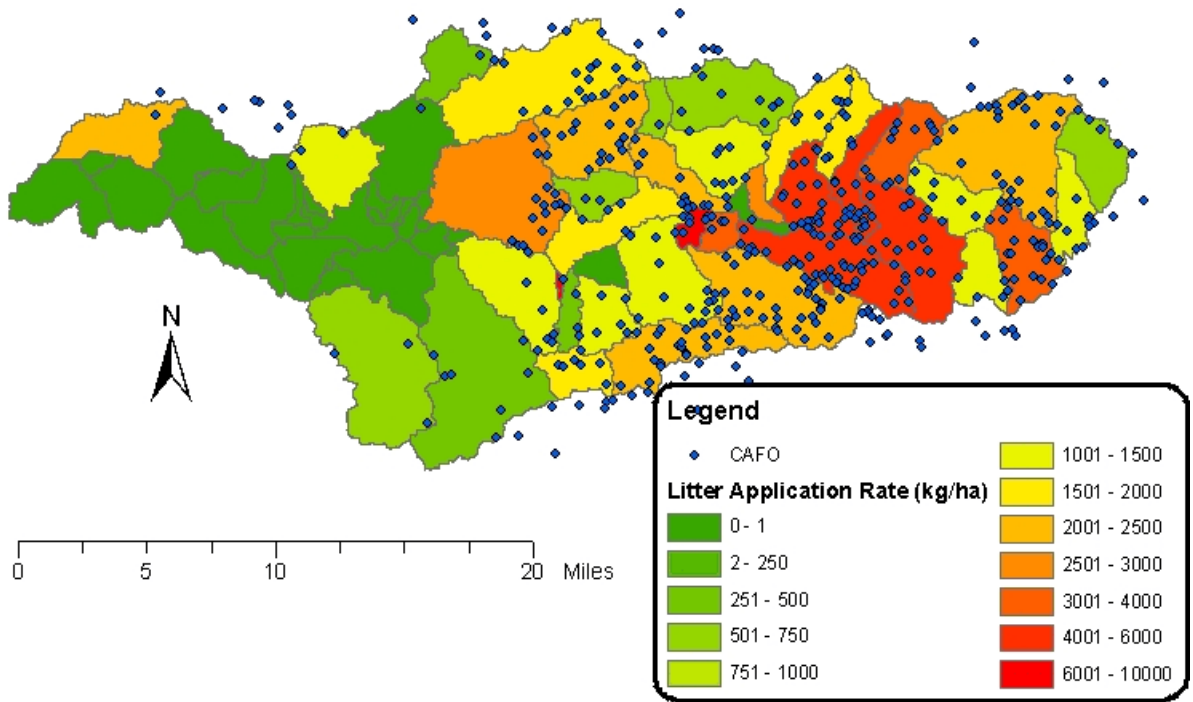 N
0 5 10 20 Miles
Legend
CAFO
Litter Application Rate (kg/ha)
0 - 1
2 - 250
251 - 500
501 - 750
751 - 1000
1001 - 1500
1501 - 2000
2001 - 2500
2501 - 3000
3001 - 4000
4001 - 6000
6001 - 10000